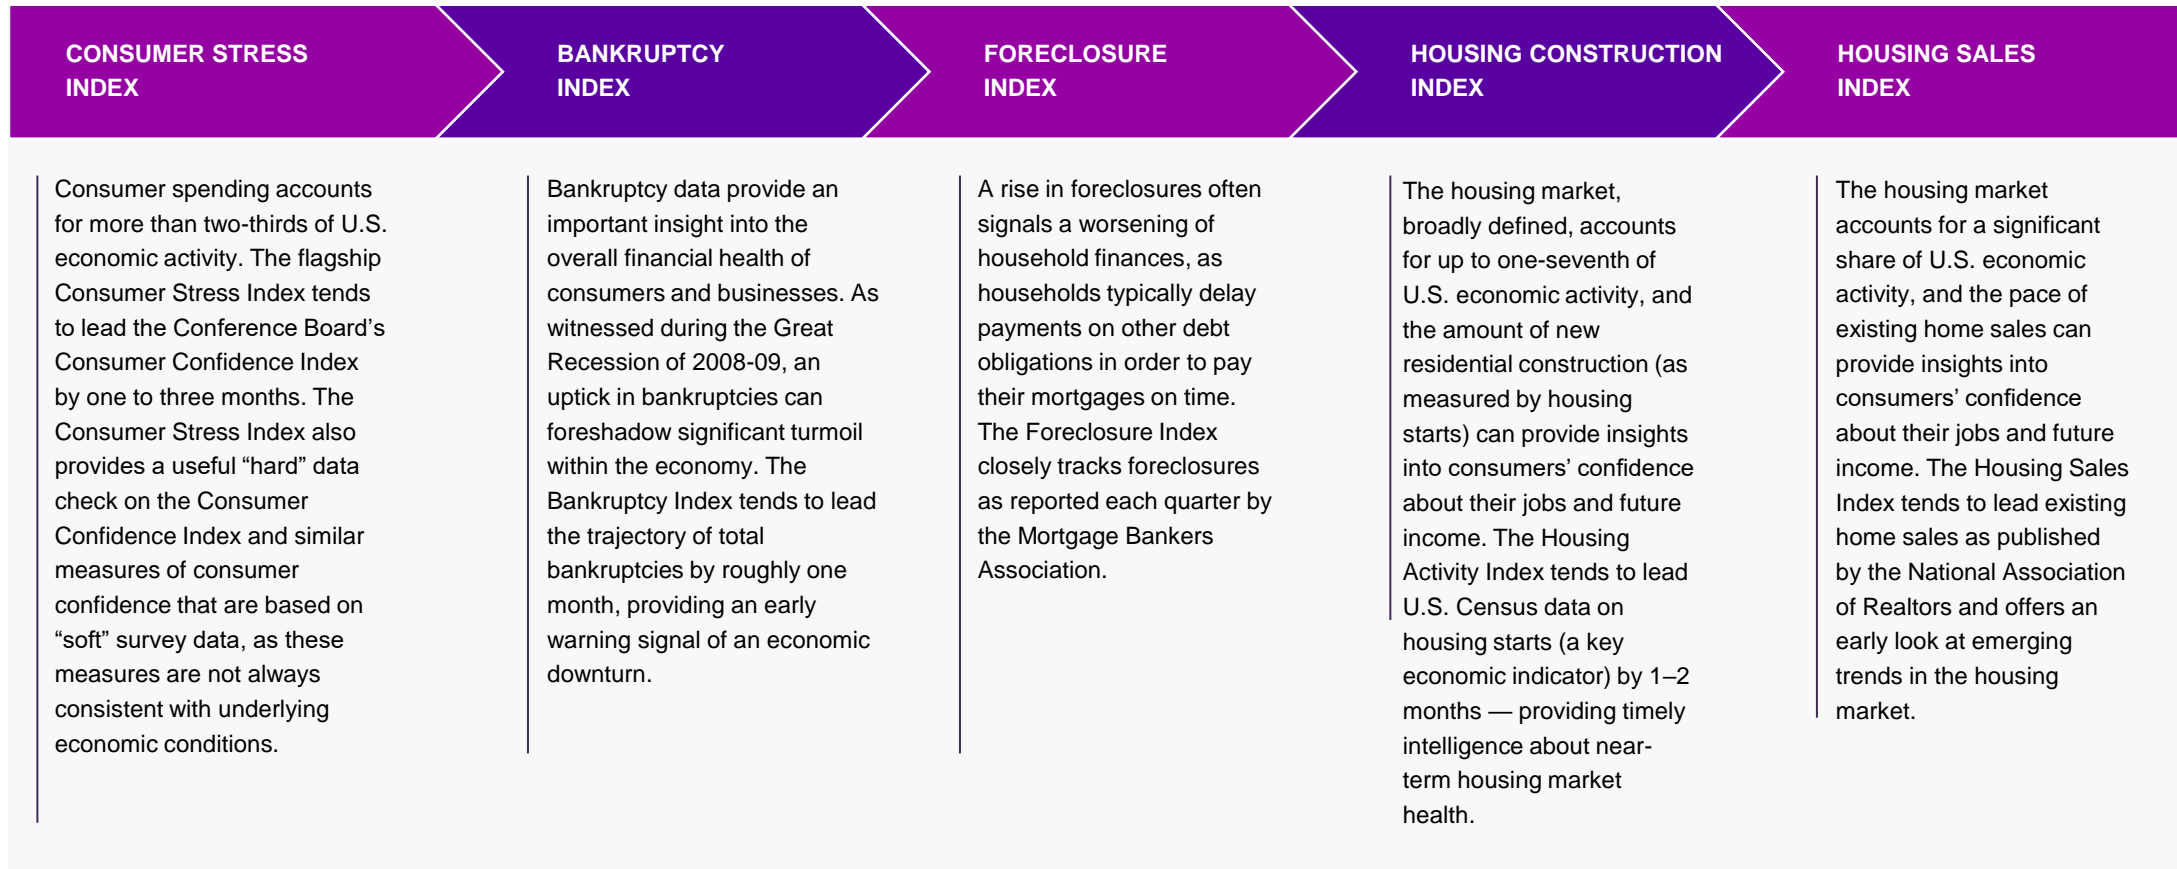 CONSUMER STRESS
INDEX
BANKRUPTCY
INDEX
FORECLOSURE
INDEX
HOUSING CONSTRUCTION
INDEX
HOUSING SALES
INDEX
Consumer spending accounts
for more than two-thirds of U.S.
economic activity. The flagship
Consumer Stress Index tends
to lead the Conference Board’s
Consumer Confidence Index
by one to three months. The
Consumer Stress Index also
provides a useful “hard” data
check on the Consumer
Confidence Index and similar
measures of consumer
confidence that are based on
“soft” survey data, as these
measures are not always
consistent with underlying
economic conditions.
Bankruptcy data provide an
important insight into the
overall financial health of
consumers and businesses. As
witnessed during the Great
Recession of 2008-09, an
uptick in bankruptcies can
foreshadow significant turmoil
within the economy. The
Bankruptcy Index tends to lead
the trajectory of total
bankruptcies by roughly one
month, providing an early
warning signal of an economic
downturn.
A rise in foreclosures often
signals a worsening of
household finances, as
households typically delay
payments on other debt
obligations in order to pay
their mortgages on time.
The Foreclosure Index
closely tracks foreclosures
as reported each quarter by
the Mortgage Bankers
Association.
The housing market,
broadly defined, accounts
for up to one-seventh of
U.S. economic activity, and
the amount of new
residential construction (as
measured by housing
starts) can provide insights
into consumers’ confidence
about their jobs and future
income. The Housing
Activity Index tends to lead
U.S. Census data on
housing starts (a key
economic indicator) by 1–2
months — providing timely
intelligence about near-
term housing market
health.
The housing market
accounts for a significant
share of U.S. economic
activity, and the pace of
existing home sales can
provide insights into
consumers’ confidence
about their jobs and future
income. The Housing Sales
Index tends to lead existing
home sales as published
by the National Association
of Realtors and offers an
early look at emerging
trends in the housing
market.